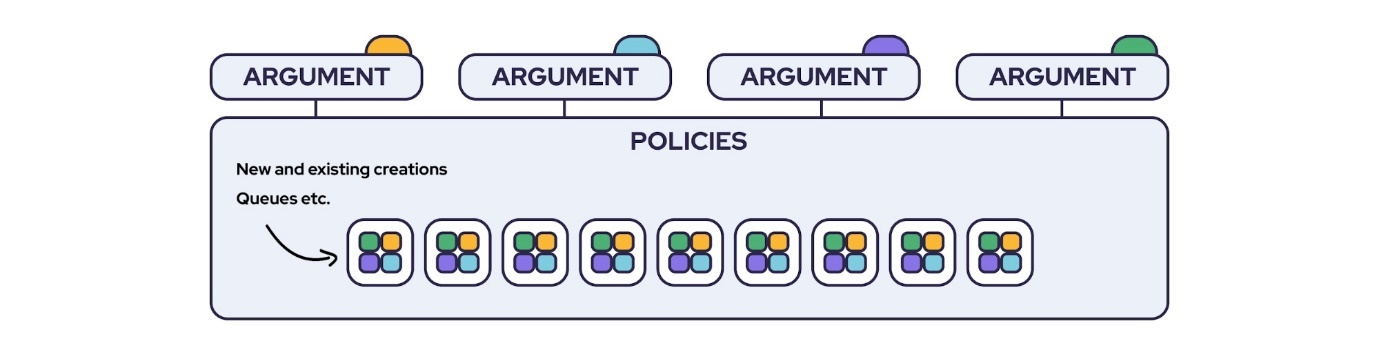 ARGUMENT
ARGUMENT
ARGUMENT
ARGUMENT
POLICIES
New and existing creations
Queues etc.